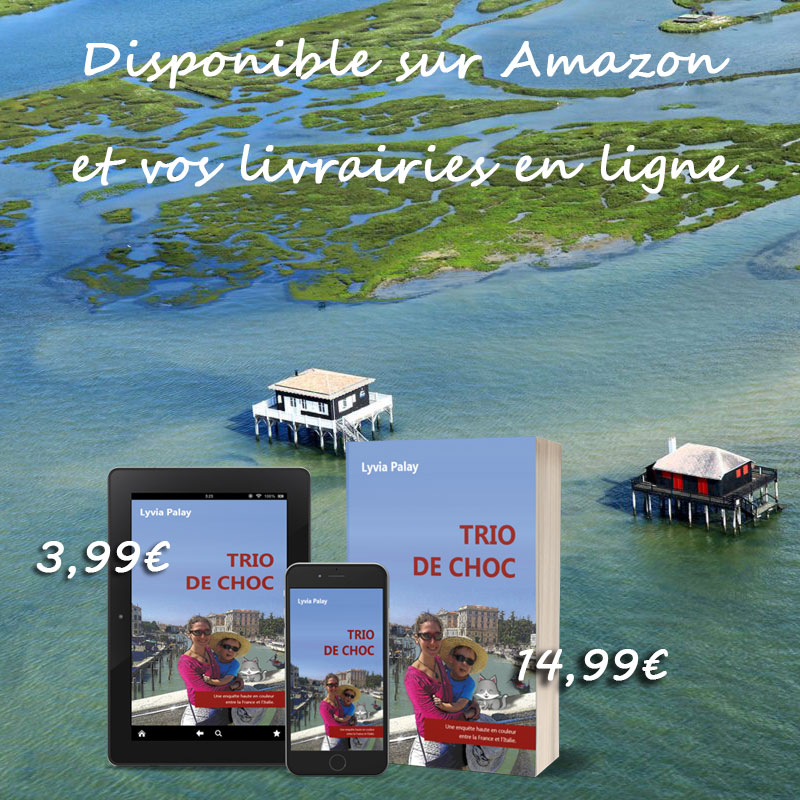 Disponible sur Amazon
et vos livrairies en ligne
Lyvia Palay
TRIO
DE CHOC
3,99€
14,99€
3:29
100%
Lyvia Palay
TRIO
DE CHOC
Une enquête haute en couleur
entre la France et l'Italie.
Lyvia Palay
TRIO
DE CHOC
Une enquête haute en couleur
entre la France et l'Italie.
Une enquête haute en couleur
entre la France et l'Italie.